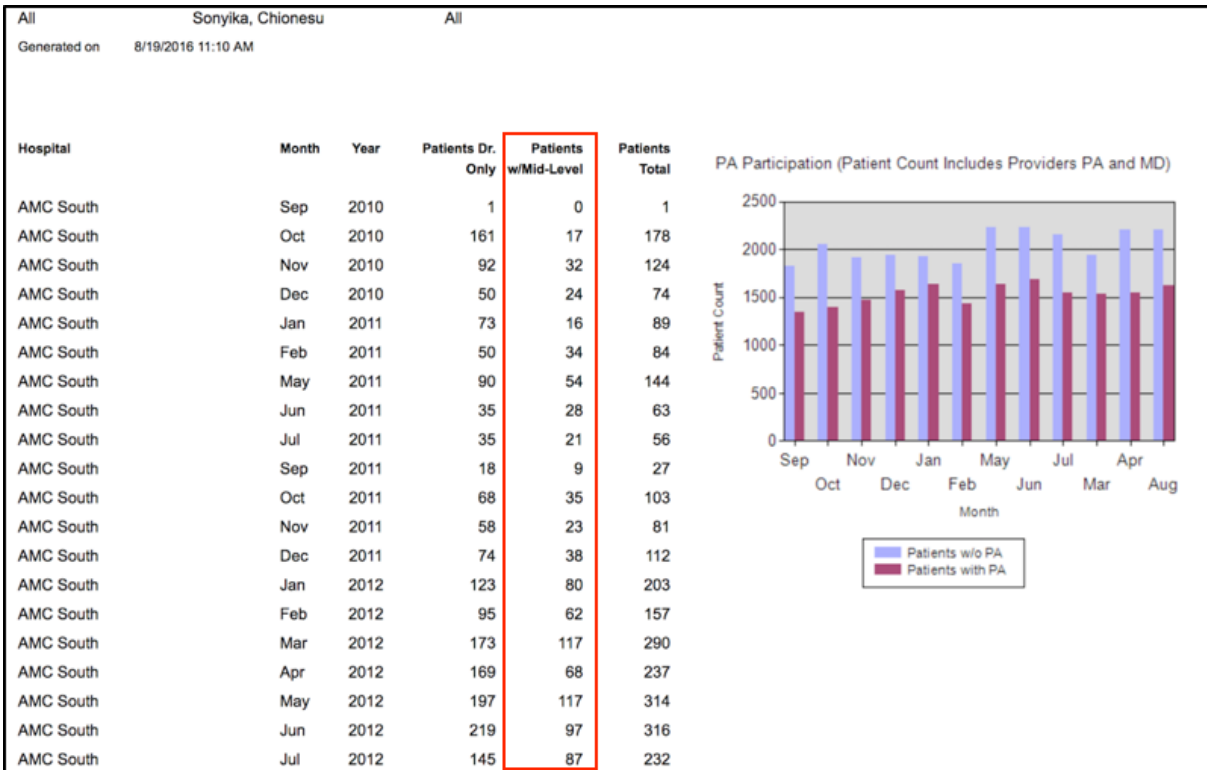 All Sonyika, Chionesu All
Generated on 8/19/2016 11:10 AM
Hospital Month Year Patients Dr. Only Patients w/Mid-Level Patients Total
AMC South Sep 2010 1 0 1
AMC South Oct 2010 161 17 178
AMC South Nov 2010 92 32 124
AMC South Dec 2010 50 24 74
AMC South Jan 2011 73 16 89
AMC South Feb 2011 50 34 84
AMC South May 2011 90 54 144
AMC South Jun 2011 35 28 63
AMC South Jul 2011 35 21 56
AMC South Sep 2011 18 9 27
AMC South Oct 2011 68 35 103
AMC South Nov 2011 58 23 81
AMC South Dec 2011 74 38 112
AMC South Jan 2012 123 80 203
AMC South Feb 2012 95 62 157
AMC South Mar 2012 173 117 290
AMC South Apr 2012 169 68 237
AMC South May 2012 197 117 314
AMC South Jun 2012 219 97 316
AMC South Jul 2012 145 87 232
PA Participation (Patient Count Includes Providers PA and MD)
Patient Count
2500
2000
1500
1000
500
0
Sep Nov Jan May Jul Apr
Oct Dec Feb Jun Mar Aug
Month
Patients w/o PA
Patients with PA